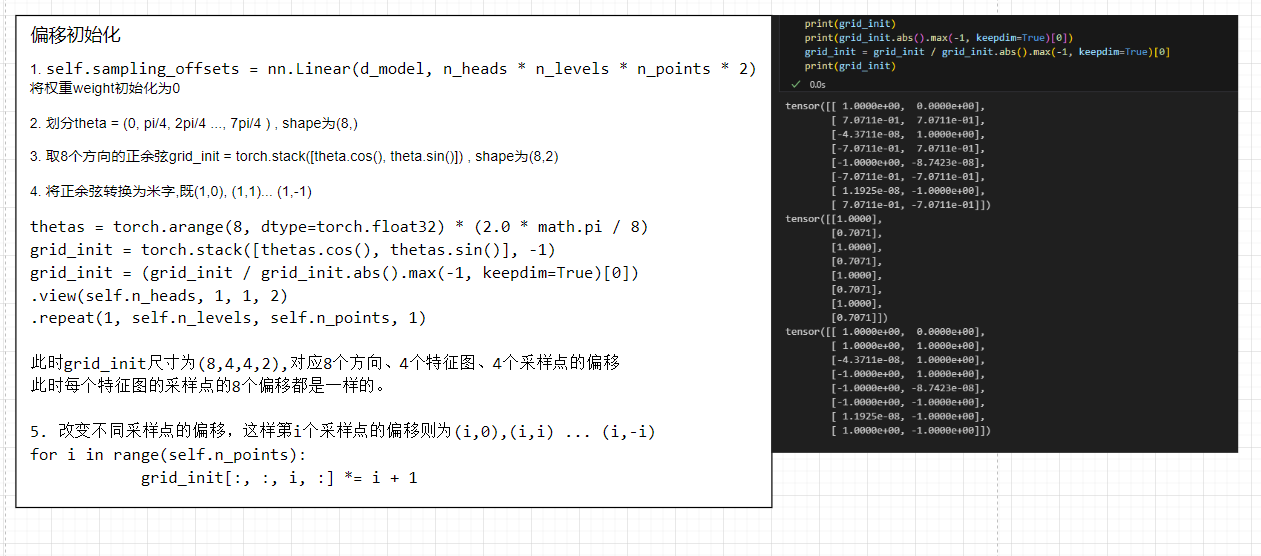 偏移初始化
1. self.sampling_offsets = nn.Linear(d_model, n_heads * n_levels * n_points * 2)
将权重weight初始化为0
2. 划分theta = (0, pi/4, 2pi/4 ..., 7pi/4 ) , shape为(8,)
3. 取8个方向的正余弦grid_init = torch.stack([theta.cos(), theta.sin()]) , shape为(8,2)
4. 将正余弦转换为米字,既(1,0), (1,1)... (1,-1)
thetas = torch.arange(8, dtype=torch.float32) * (2.0 * math.pi / 8)
grid_init = torch.stack([thetas.cos(), thetas.sin()], -1)
grid_init = (grid_init / grid_init.abs().max(-1, keepdim=True)[0])
.view(self.n_heads, 1, 1, 2)
.repeat(1, self.n_levels, self.n_points, 1)
此时grid_init尺寸为(8,4,4,2),对应8个方向、4个特征图、4个采样点的偏移
此时每个特征图的采样点的8个偏移都是一样的。
5. 改变不同采样点的偏移，这样第i个采样点的偏移则为(i,0),(i,i) ... (i,-i)
for i in range(self.n_points):
grid_init[:, :, i, :] *= i + 1
print(grid_init)
print(grid_init.abs().max(-1, keepdim=True)[0])
grid_init = grid_init / grid_init.abs().max(-1, keepdim=True)[0]
print(grid_init)
✓ 0.0s
tensor([[ 1.0000e+00, 0.0000e+00],
[ 7.0711e-01, 7.0711e-01],
[-4.3711e-08, 1.0000e+00],
[-7.0711e-01, 7.0711e-01],
[-1.0000e+00, -8.7423e-08],
[-7.0711e-01, -7.0711e-01],
[ 1.1925e-08, -1.0000e+00],
[ 7.0711e-01, -7.0711e-01]])
tensor([[1.0000],
[0.7071],
[1.0000],
[0.7071],
[1.0000],
[0.7071],
[1.0000],
[0.7071]])
tensor([[ 1.0000e+00, 0.0000e+00],
[ 1.0000e+00, 1.0000e+00],
[-4.3711e-08, 1.0000e+00],
[-1.0000e+00, 1.0000e+00],
[-1.0000e+00, -8.7423e-08],
[-1.0000e+00, -1.0000e+00],
[ 1.1925e-08, -1.0000e+00],
[ 1.0000e+00, -1.0000e+00]])